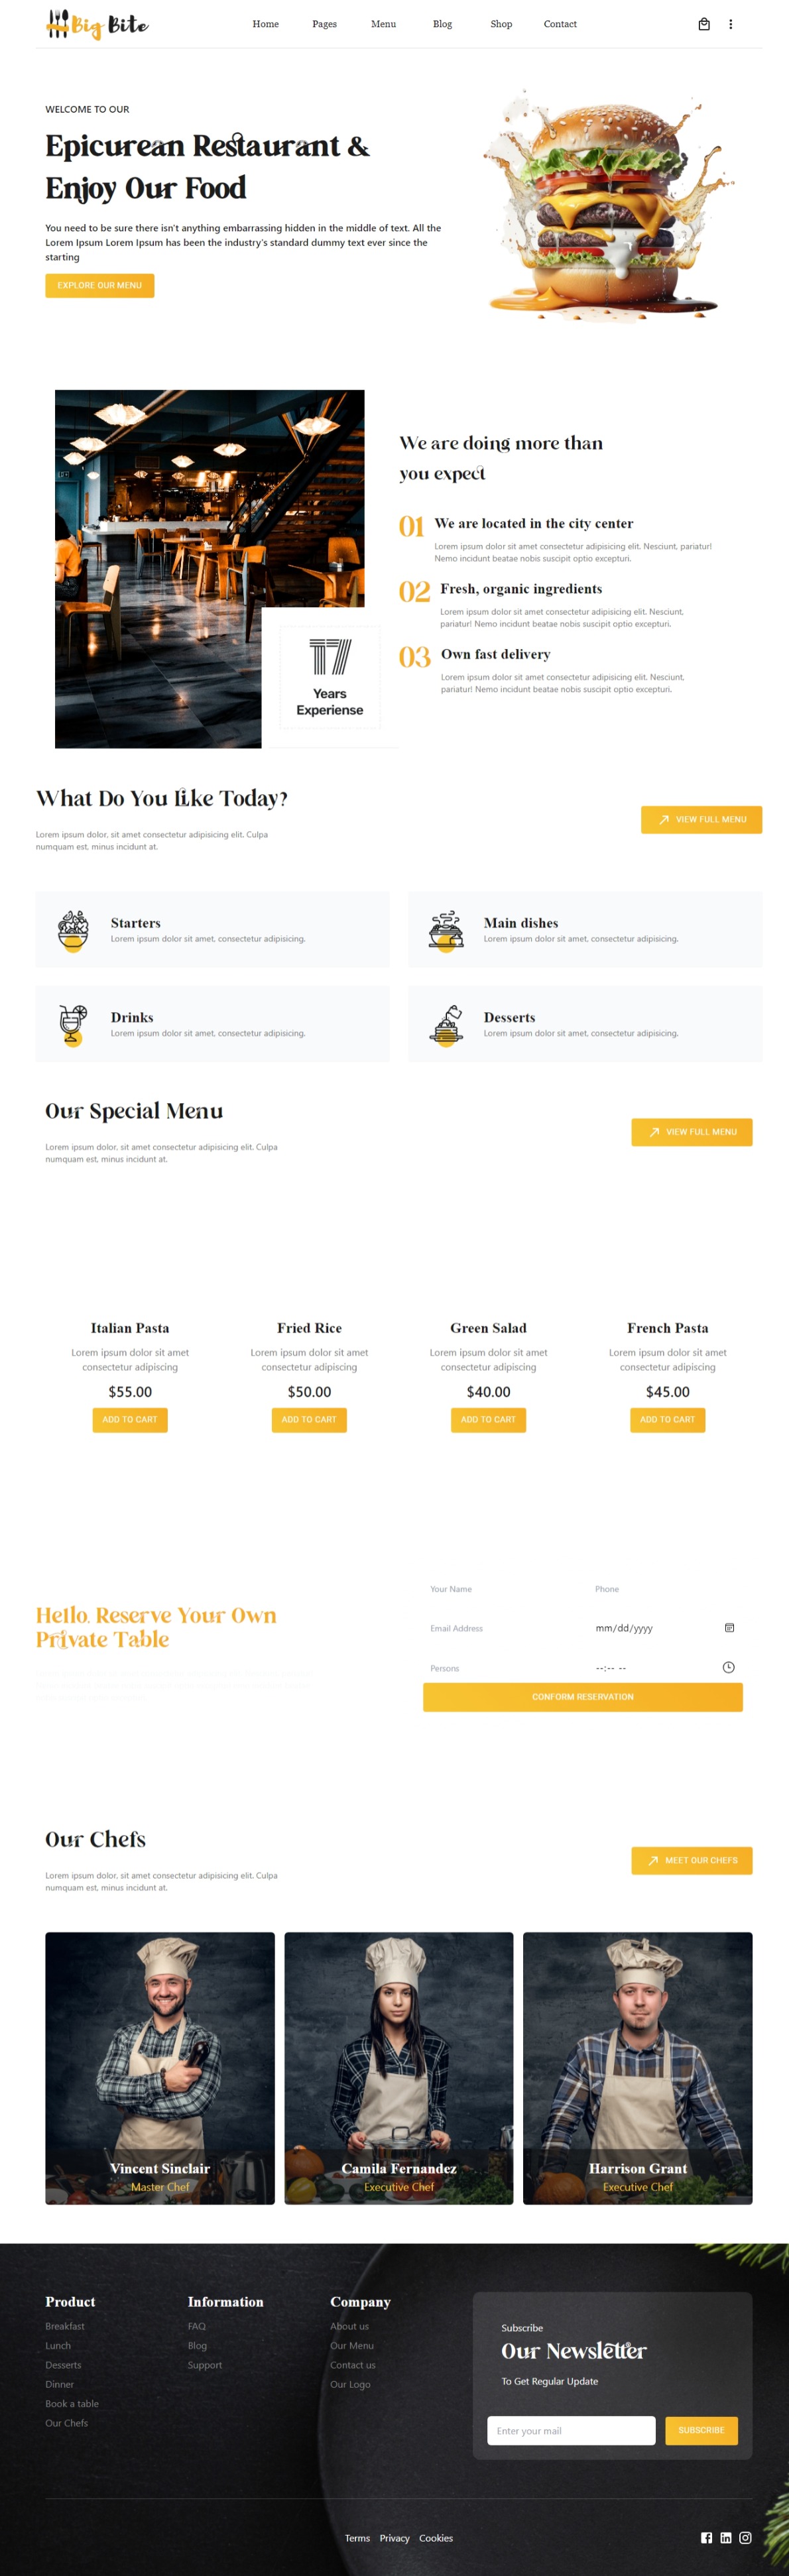 Big Bite
Home Pages Menu Blog Shop Contact
WELCOME TO OUR
Epicurean Restaurant &
Enjoy Our Food
You need to be sure there isn't anything embarrassing hidden in the middle of text. All the
Lorem Ipsum Lorem Ipsum has been the industry's standard dummy text ever since the
starting
EXPLORE OUR MENU
17
Years
Experiense
We are doing more than
you expect
01 We are located in the city center
Lorem ipsum dolor sit amet consectetur adipisicing elit. Nesciunt, pariatur!
Nemo incidunt beatae nobis suscipit optio excepturi.
02 Fresh, organic ingredients
Lorem ipsum dolor sit amet consectetur adipisicing elit. Nesciunt,
pariatur! Nemo incidunt beatae nobis suscipit optio excepturi.
03 Own fast delivery
Lorem ipsum dolor sit amet consectetur adipisicing elit. Nesciunt,
pariatur! Nemo incidunt beatae nobis suscipit optio excepturi.
What Do You Like Today?
Lorem ipsum dolor, sit amet consectetur adipisicing elit. Culpa
numquam est, minus incidunt at.
VIEW FULL MENU
Starters
Lorem ipsum dolor sit amet, consectetur adipisicing.
Main dishes
Lorem ipsum dolor sit amet, consectetur adipisicing.
Drinks
Lorem ipsum dolor sit amet, consectetur adipisicing.
Desserts
Lorem ipsum dolor sit amet, consectetur adipisicing.
Our Special Menu
Lorem ipsum dolor, sit amet consectetur adipisicing elit. Culpa
numquam est, minus incidunt at.
VIEW FULL MENU
Italian Pasta
Lorem ipsum dolor sit amet
consectetur adipiscing
$55.00
ADD TO CART
Fried Rice
Lorem ipsum dolor sit amet
consectetur adipiscing
$50.00
ADD TO CART
Green Salad
Lorem ipsum dolor sit amet
consectetur adipiscing
$40.00
ADD TO CART
French Pasta
Lorem ipsum dolor sit amet
consectetur adipiscing
$45.00
ADD TO CART
Hello, Reserve Your Own
Private Table
Your Name Phone
Email Address mm/dd/yyyy
Persons --:-- --
CONFORM RESERVATION
Our Chefs
Lorem ipsum dolor, sit amet consectetur adipisicing elit. Culpa
numquam est, minus incidunt at.
MEET OUR CHEFS
Vincent Sinclair
Master Chef
Camila Fernandez
Executive Chef
Harrison Grant
Executive Chef
Product
Breakfast
Lunch
Desserts
Dinner
Book a table
Our Chefs
Information
FAQ
Blog
Support
Company
About us
Our Menu
Contact us
Our Logo
Subscribe
Our Newsletter
To Get Regular Update
Enter your mail
SUBSCRIBE
Terms Privacy Cookies